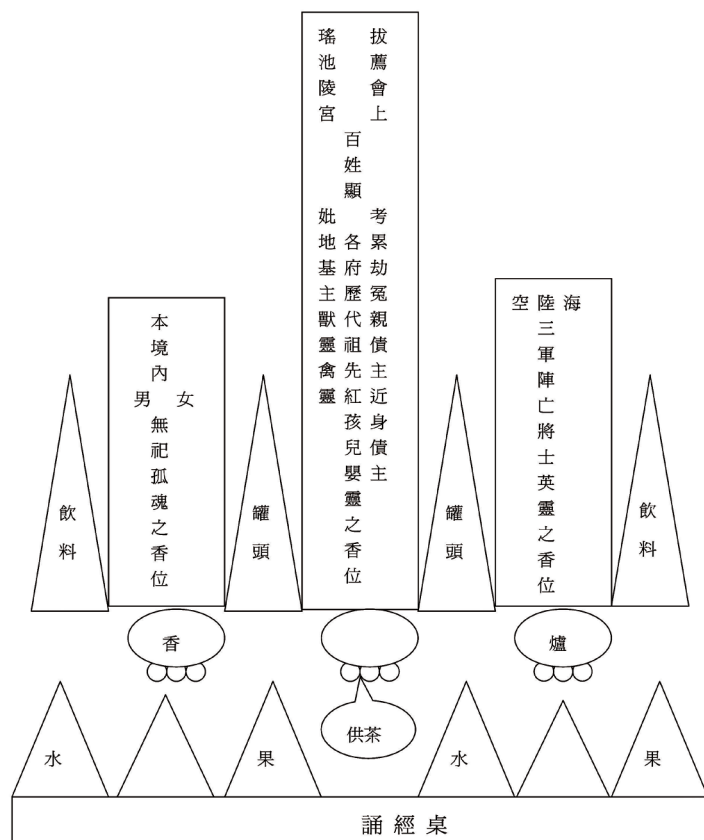 拔薦會上
瑤池陵宮
百姓顯
考累劫冤親債主近身債主
各府歷代祖先紅孩兒嬰靈之香位
妣地基主獸靈禽靈
海
陸三軍陣亡將士英靈之香位
空
本境內
女
男
無祀孤魂之香位
飲料
罐頭
罐頭
飲料
香
爐
供茶
水
果
水
果
誦經桌